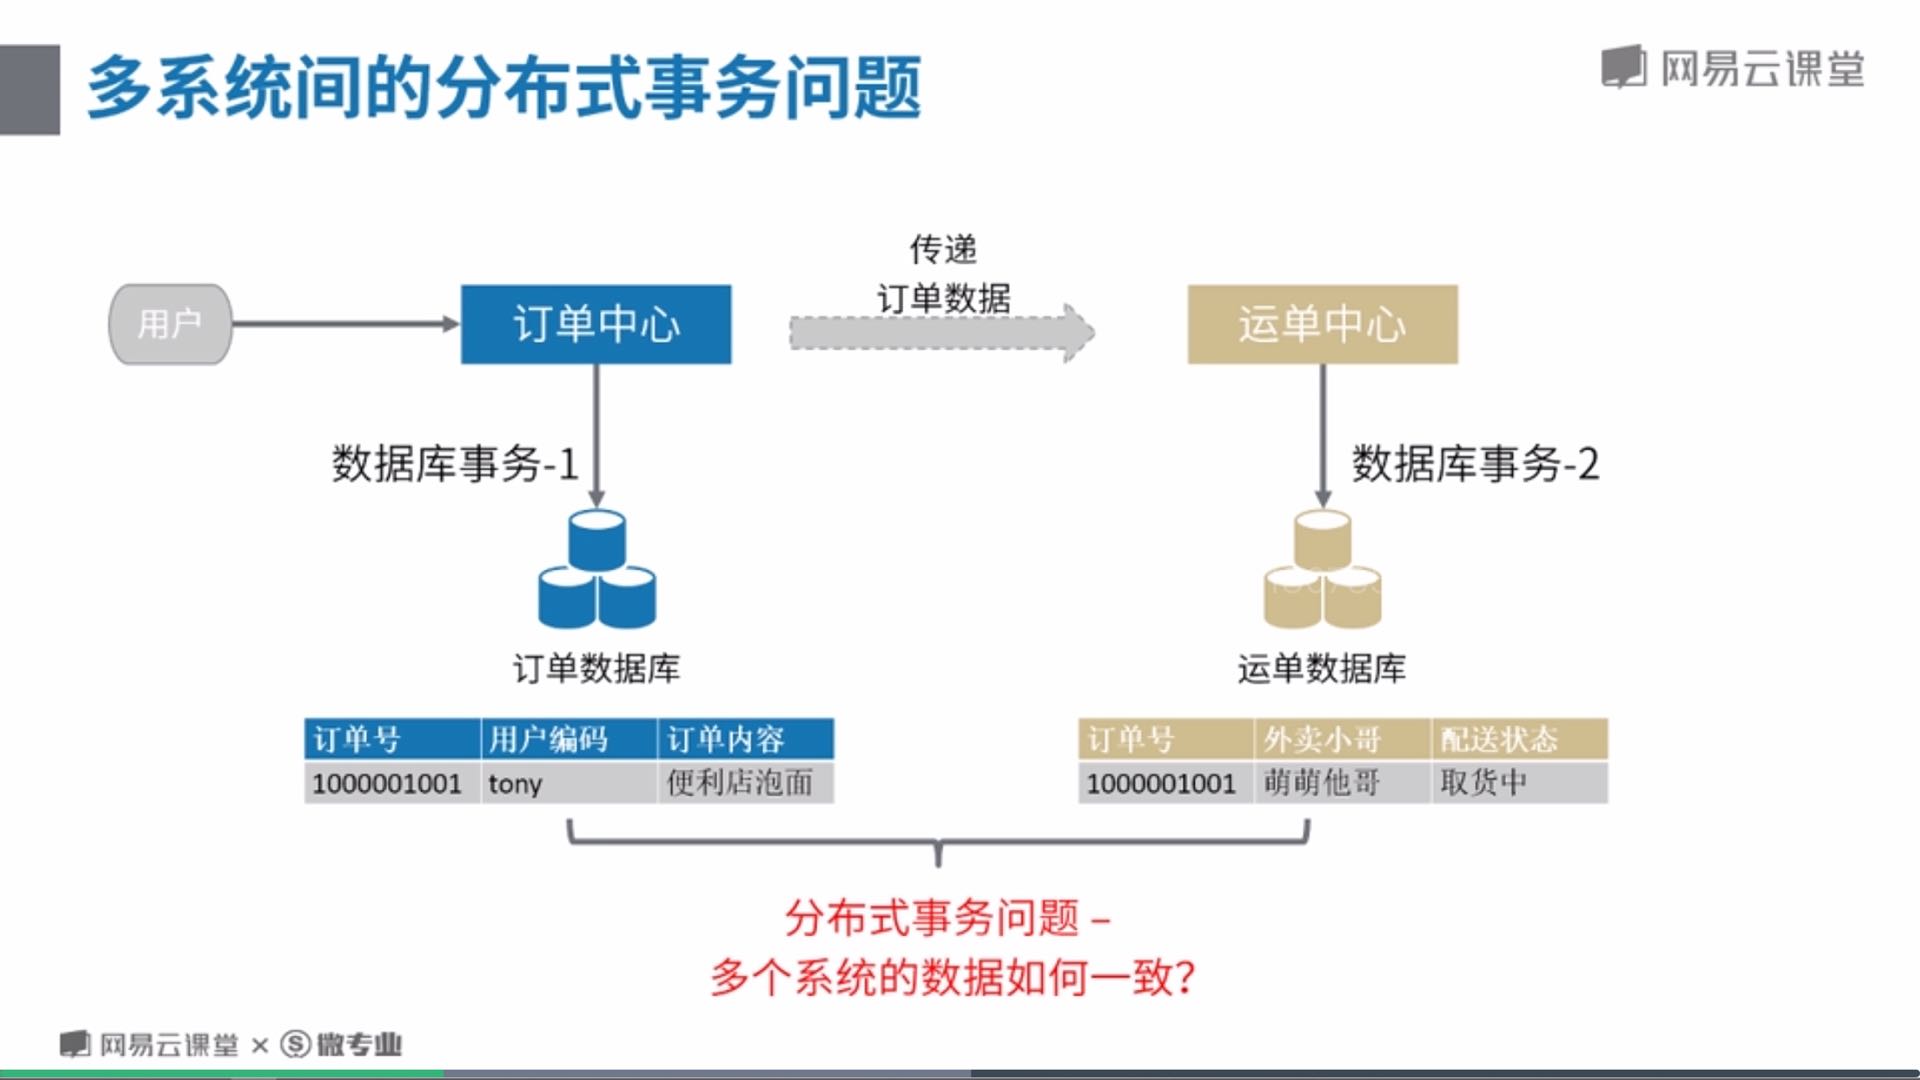 多系统间的分布式事务问题
网易云课堂
传递
订单数据
用户
订单中心
运单中心
数据库事务-1
数据库事务-2
订单数据库
运单数据库
订单号 用户编码 订单内容
1000001001 tony 便利店泡面
订单号 外卖小哥 配送状态
1000001001 萌萌他哥 取货中
分布式事务问题 –
多个系统的数据如何一致？
网易云课堂 × 微专业